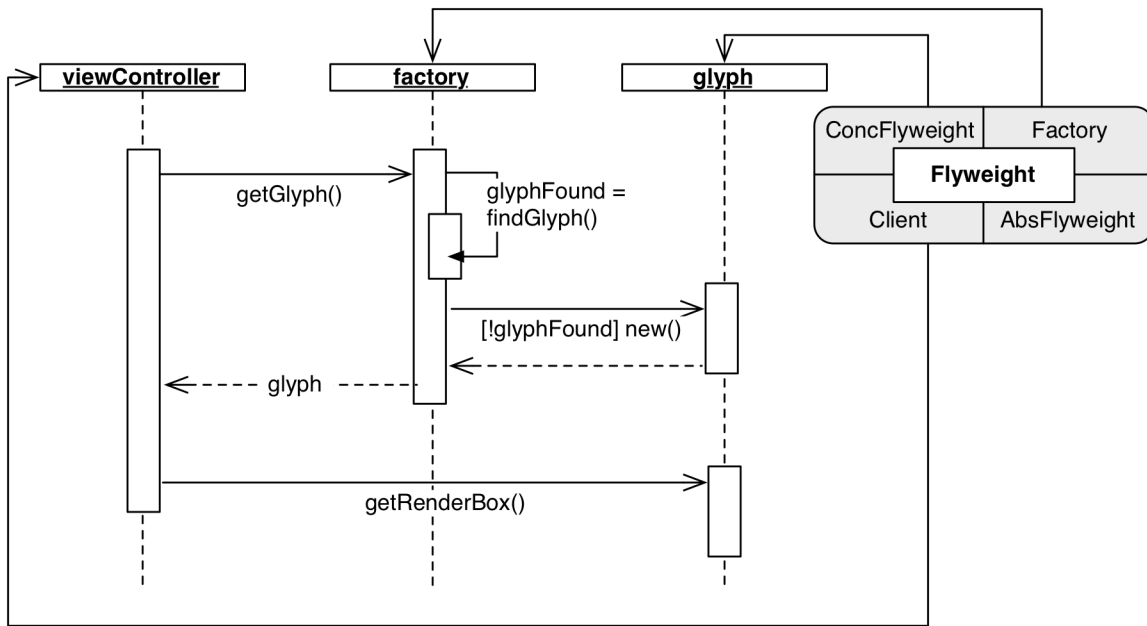 viewController
factory
glyph
ConcFlyweight
Factory
Flyweight
Client
AbsFlyweight
getGlyph()
glyphFound =
findGlyph()
[!glyphFound] new()
glyph
getRenderBox()